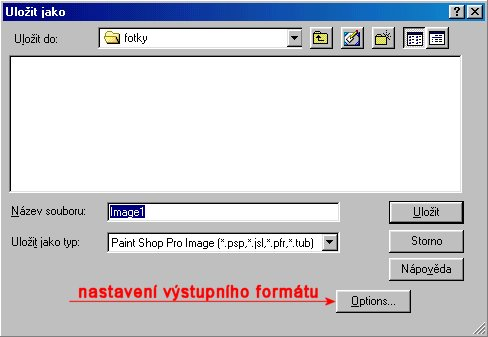 Uložit jako
Uložit do:
fotky
Název souboru:
Image1
Uložit
Uložit jako typ:
Paint Shop Pro Image (*.psp,*.jsl,*.pfr,*.tub)
Storno
Nápověda
nastavení výstupního formátu
Options...